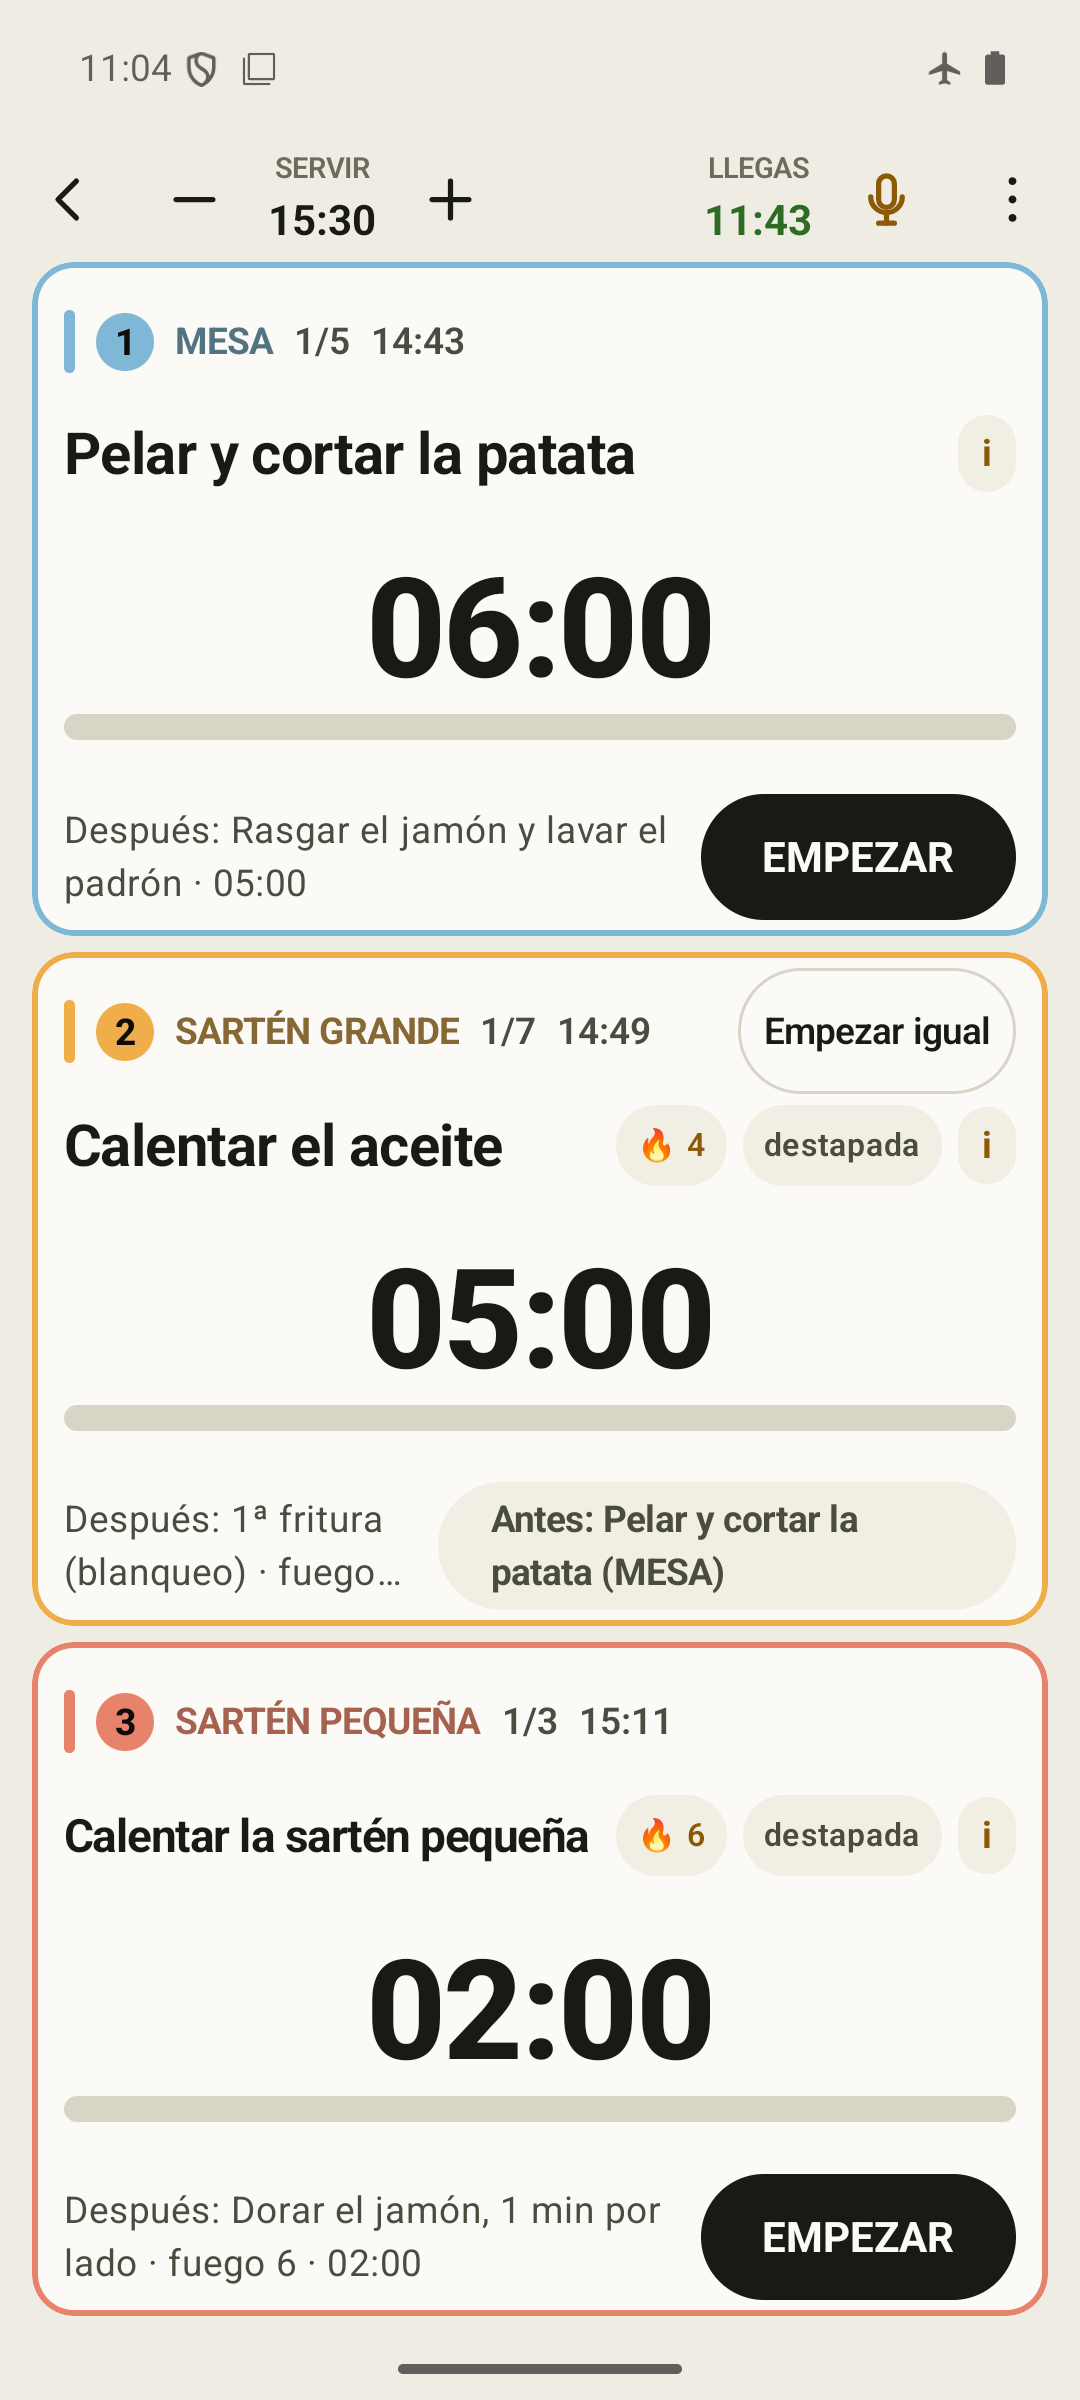 11:04
SERVIR
15:30
LLEGAS
11:43
1 MESA 1/5 14:43
Pelar y cortar la patata i
06:00
Después: Rasgar el jamón y lavar el
padrón · 05:00
EMPEZAR
2 SARTÉN GRANDE 1/7 14:49 Empezar igual
Calentar el aceite 🔥 4 destapada i
05:00
Después: 1ª fritura
(blanqueo) · fuego…
Antes: Pelar y cortar la
patata (MESA)
3 SARTÉN PEQUEÑA 1/3 15:11
Calentar la sartén pequeña 🔥 6 destapada i
02:00
Después: Dorar el jamón, 1 min por
lado · fuego 6 · 02:00
EMPEZAR